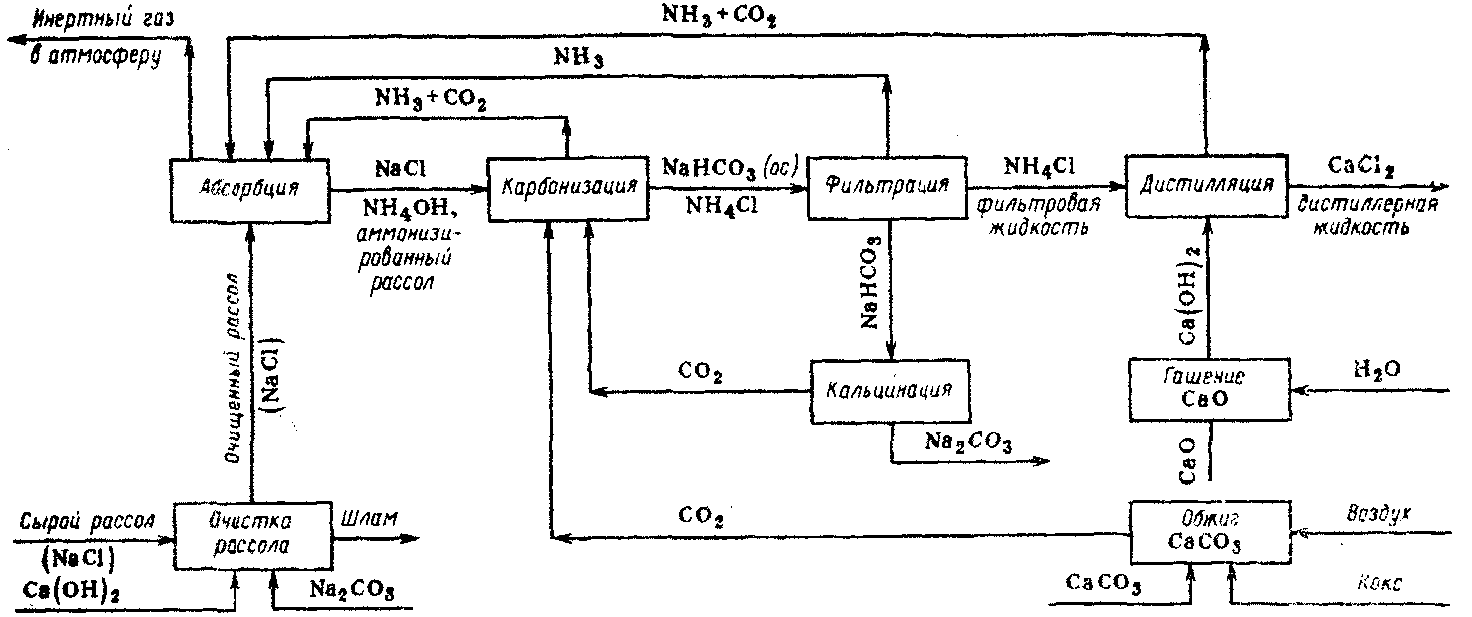 Инертный газ
в атмосферу
NH₃+CO₂
NH₃
NH₃+CO₂
Абсорбция
NaCl
NH₄OH,
аммонизи-
рованный
рассол
Карбонизация
NaHCO₃ (ос)
NH₄Cl
Фильтрация
NH₄Cl
фильтровая
жидкость
Дистилляция
CaCl₂
дистиллерная
жидкость
Очищенный рассол
(NaCl)
NaHCO₃
Ca(OH)₂
CO₂
Кальцинация
Гашение
CaO
H₂O
Na₂CO₃
CaO
Сырой рассол
(NaCl)
Очистка
рассола
Шлам
CO₂
Обжиг
CaCO₃
Воздух
Ca(OH)₂
Na₂CO₃
CaCO₃
Кокс